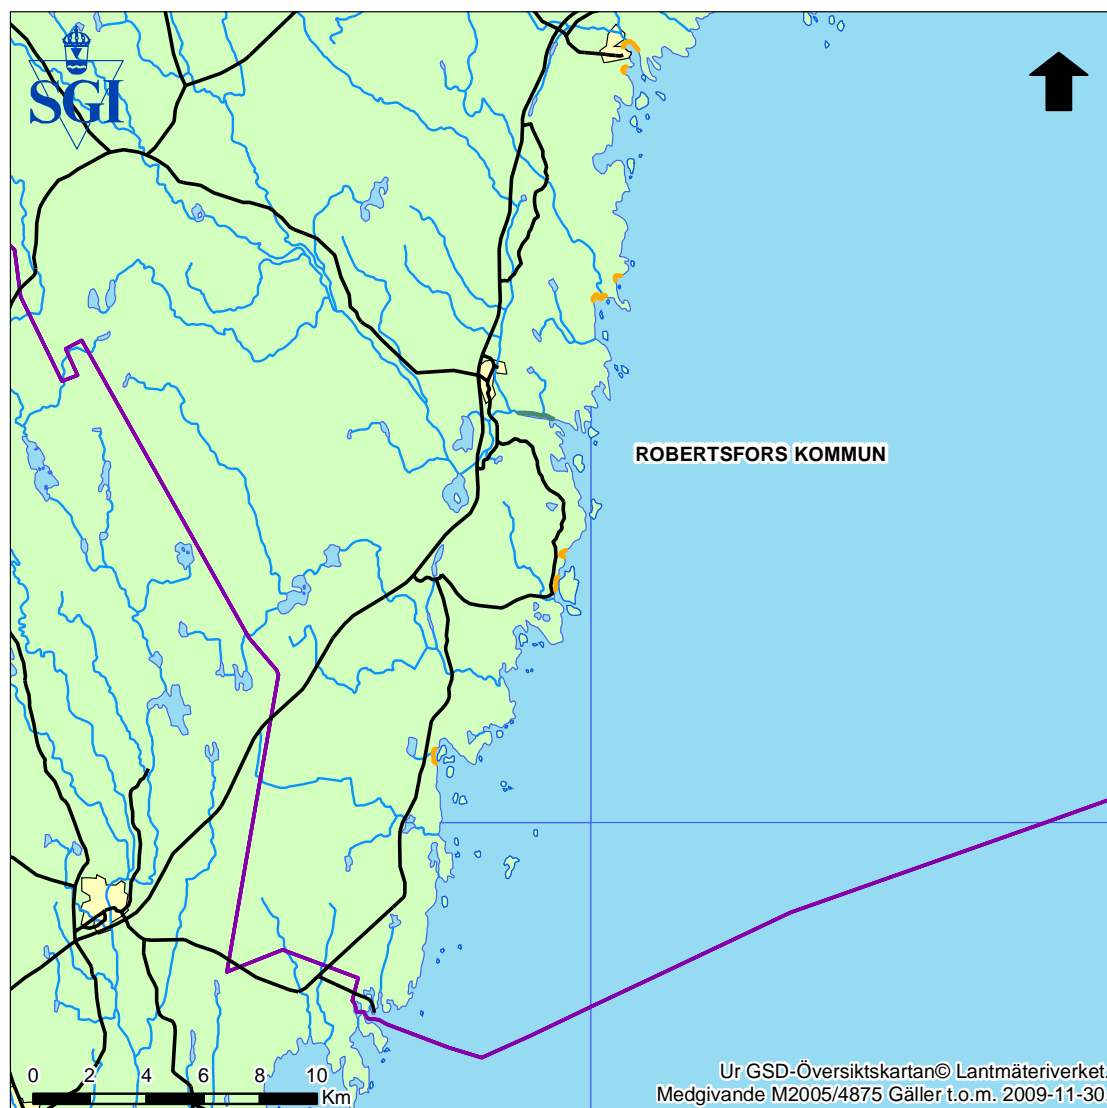 SGI
ROBERTSFORS KOMMUN
0 2 4 6 8 10
Km
Ur GSD-Översiktskartan© Lantmäteriverket.
Medgivande M2005/4875 Gäller t.o.m. 2009-11-30